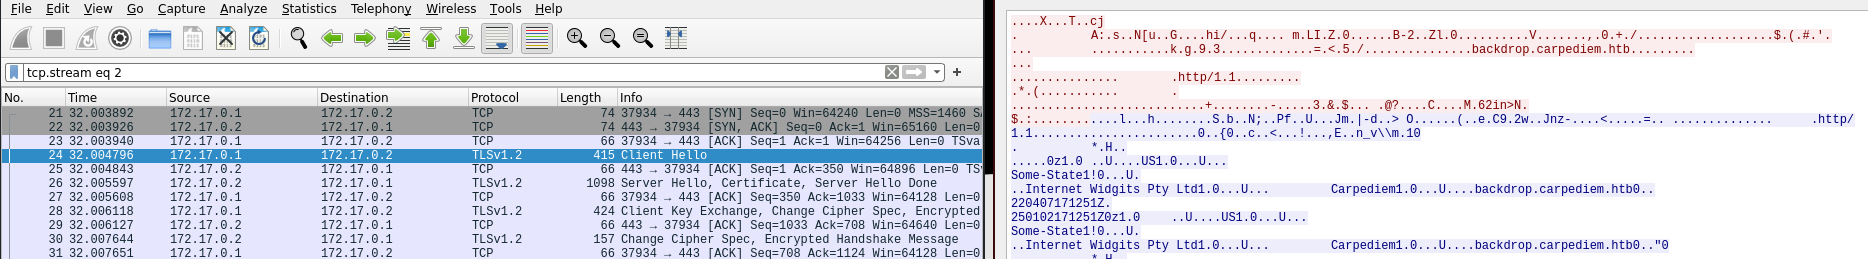 File Edit View Go Capture Analyze Statistics Telephony Wireless Tools Help
tcp.stream eq 2
No. Time Source Destination Protocol Length Info
21 32.003892 172.17.0.1 172.17.0.2 TCP 74 37934 → 443 [SYN] Seq=0 Win=64240 Len=0 MSS=1460 SA
22 32.003926 172.17.0.2 172.17.0.1 TCP 74 443 → 37934 [SYN, ACK] Seq=0 Ack=1 Win=65160 Len=0
23 32.003940 172.17.0.1 172.17.0.2 TCP 66 37934 → 443 [ACK] Seq=1 Ack=1 Win=64256 Len=0 TSva
24 32.004796 172.17.0.1 172.17.0.2 TLSv1.2 415 Client Hello
25 32.004843 172.17.0.2 172.17.0.1 TCP 66 443 → 37934 [ACK] Seq=1 Ack=350 Win=64896 Len=0 TS
26 32.005597 172.17.0.2 172.17.0.1 TLSv1.2 1098 Server Hello, Certificate, Server Hello Done
27 32.005608 172.17.0.1 172.17.0.2 TCP 66 37934 → 443 [ACK] Seq=350 Ack=1033 Win=64128 Len=0
28 32.006118 172.17.0.1 172.17.0.2 TLSv1.2 424 Client Key Exchange, Change Cipher Spec, Encrypted
29 32.006127 172.17.0.2 172.17.0.1 TCP 66 443 → 37934 [ACK] Seq=1033 Ack=708 Win=64640 Len=0
30 32.007644 172.17.0.2 172.17.0.1 TLSv1.2 157 Change Cipher Spec, Encrypted Handshake Message
31 32.007651 172.17.0.1 172.17.0.2 TCP 66 37934 → 443 [ACK] Seq=708 Ack=1124 Win=64128 Len=0
....X...T..cj
. A:.s..N[u..G....hi/...q.... m.LI.Z.0......B-2..Zl.0..........V.......,.0.+./...................$.(.#.'.
... ..........k.g.9.3.............=.<.5./...............backdrop.carpediem.htb.........
...
............... .http/1.1.........
.*.(........... .
..........................+........-.....3.&.$... .@?....C....M.62in>N.
$.:............l...h........S.b..N;..Pf..U...Jm.|-d..> O......(..e.C9.2w..Jnz-....<.....=.. .............. .http/
1.1......................0..{0..c..<...!...,E..n_v\\m.10
. *.H..
.....0z1.0 ..U....US1.0...U...
Some-State1!0...U.
..Internet Widgits Pty Ltd1.0...U... Carpediem1.0...U....backdrop.carpediem.htb0..
220407171251Z.
250102171251Z0z1.0 ..U....US1.0...U...
Some-State1!0...U.
..Internet Widgits Pty Ltd1.0...U... Carpediem1.0...U....backdrop.carpediem.htb0.."0
. *.H..